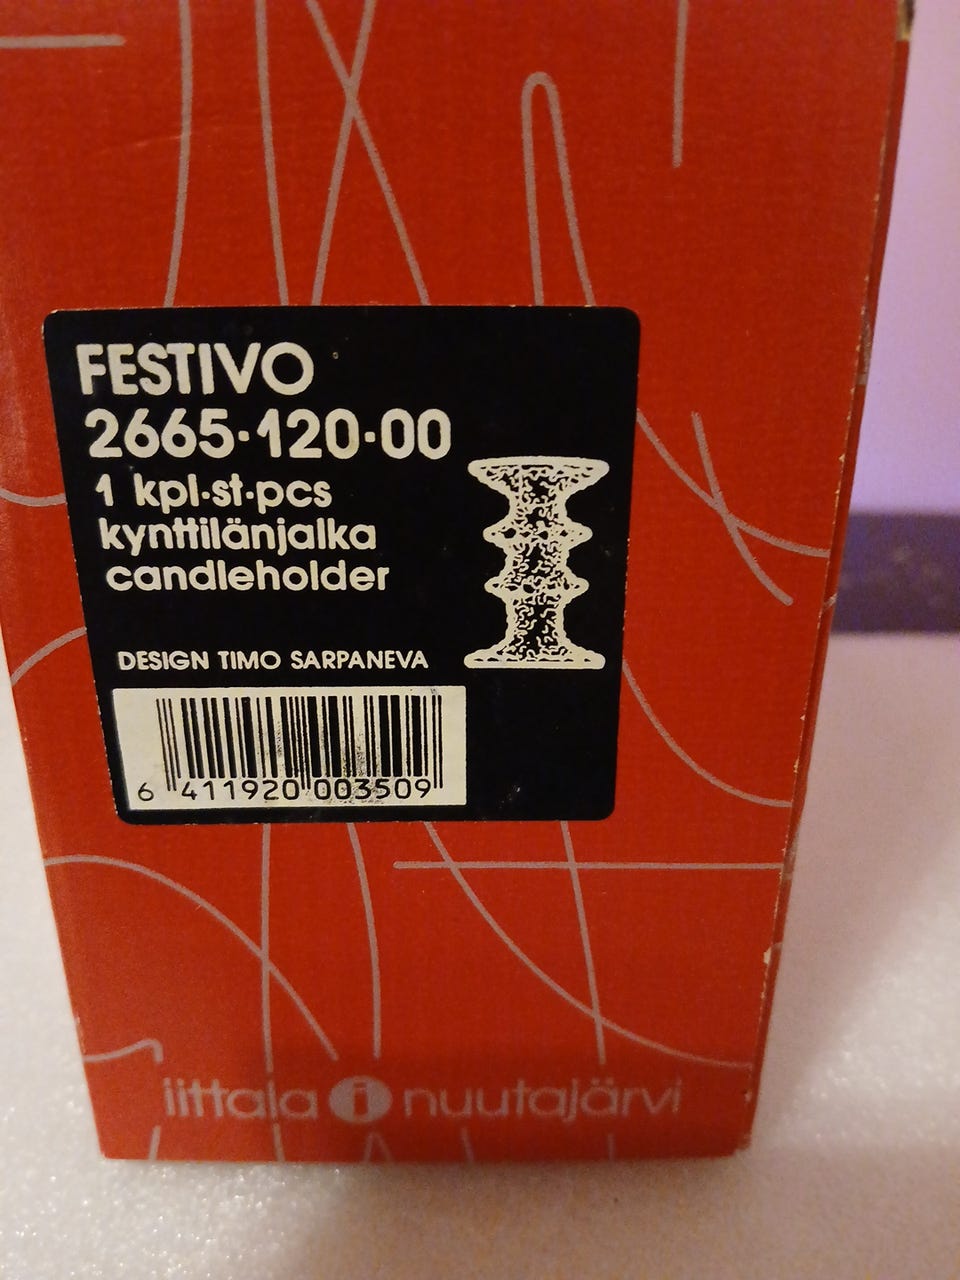 FESTIVO
2665·120·00
1 kpl·st·pcs
kynttilänjalka
candleholder
DESIGN TIMO SARPANEVA
6 411920 003509
iittala i nuutajärvi